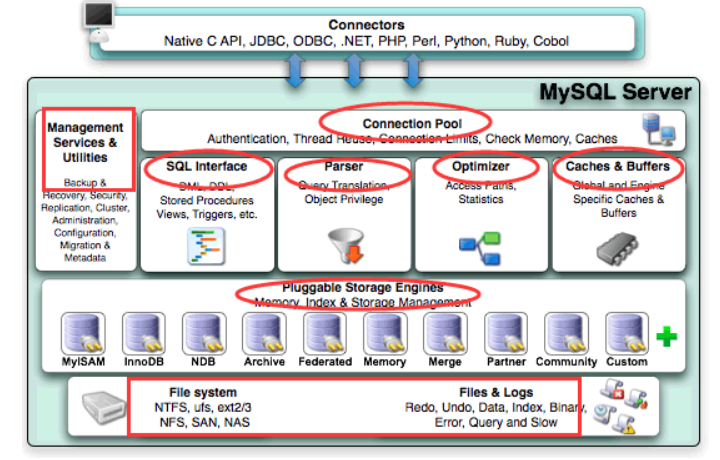 Connectors
Native C API, JDBC, ODBC, .NET, PHP, Perl, Python, Ruby, Cobol
MySQL Server
Management
Services &
Utilities
Backup &
Recovery, Security,
Replication, Cluster,
Administration,
Configuration,
Migration &
Metadata
Connection Pool
Authentication, Thread Reuse, Connection Limits, Check Memory, Caches
SQL Interface
DML, DDL,
Stored Procedures
Views, Triggers, etc.
Parser
Query Translation,
Object Privilege
Optimizer
Access Paths,
Statistics
Caches & Buffers
Global and Engine
Specific Caches &
Buffers
Pluggable Storage Engines
Memory, Index & Storage Management
MyISAM
InnoDB
NDB
Archive
Federated
Memory
Merge
Partner
Community
Custom
File system
NTFS, ufs, ext2/3
NFS, SAN, NAS
Files & Logs
Redo, Undo, Data, Index, Binary,
Error, Query and Slow